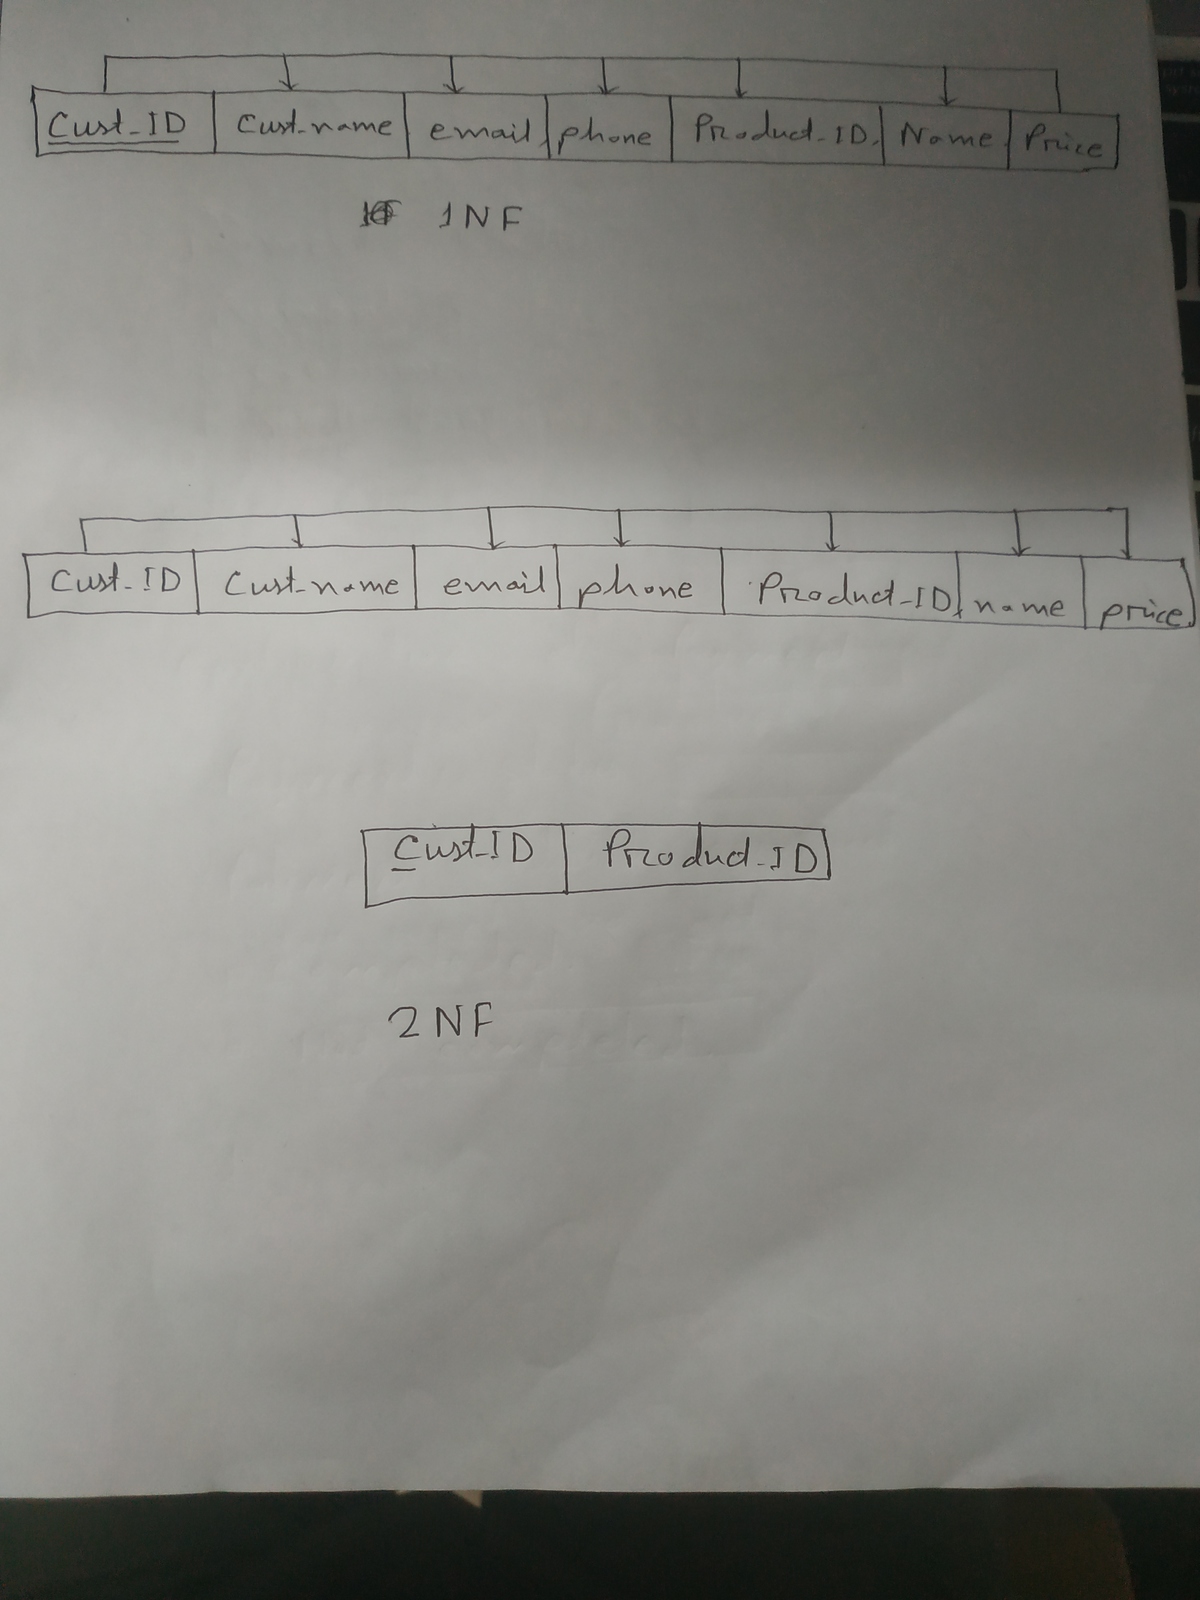 Cust_ID Cust_name email phone Product_ID Name Price
1NF
Cust_ID Cust_name email phone Product_ID name price
Cust_ID Product_ID
2NF